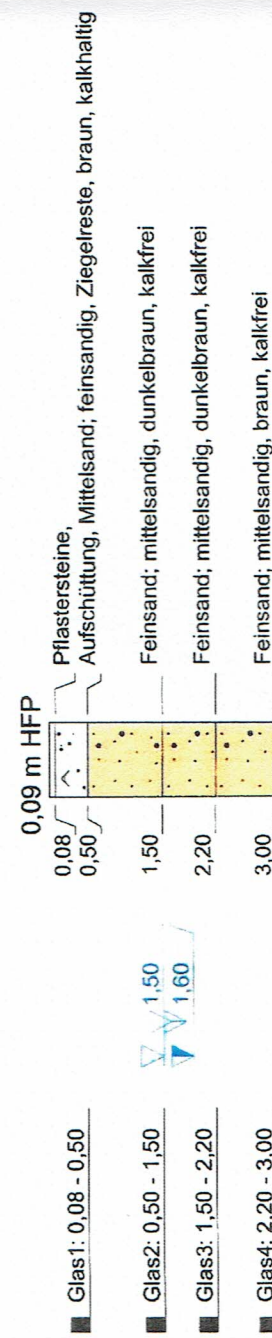 0,09 m HFP
0,08 Pflastersteine,
0,50 Aufschüttung, Mittelsand; feinsandig, Ziegelreste, braun, kalkhaltig
Glas1: 0,08 - 0,50
1,50 Feinsand; mittelsandig, dunkelbraun, kalkfrei
Glas2: 0,50 - 1,50
1,50
1,60
2,20 Feinsand; mittelsandig, dunkelbraun, kalkfrei
Glas3: 1,50 - 2,20
3,00 Feinsand; mittelsandig, braun, kalkfrei
Glas4: 2,20 - 3,00